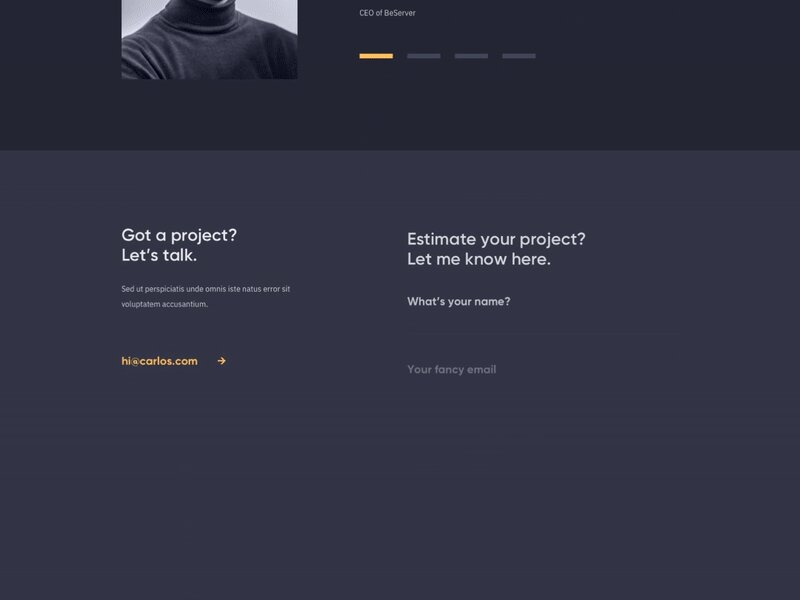 CEO of BeServer
Got a project?
Let's talk.
Sed ut perspiciatis unde omnis iste natus error sit
voluptatem accusantium.
hi@carlos.com
Estimate your project?
Let me know here.
What's your name?
Your fancy email